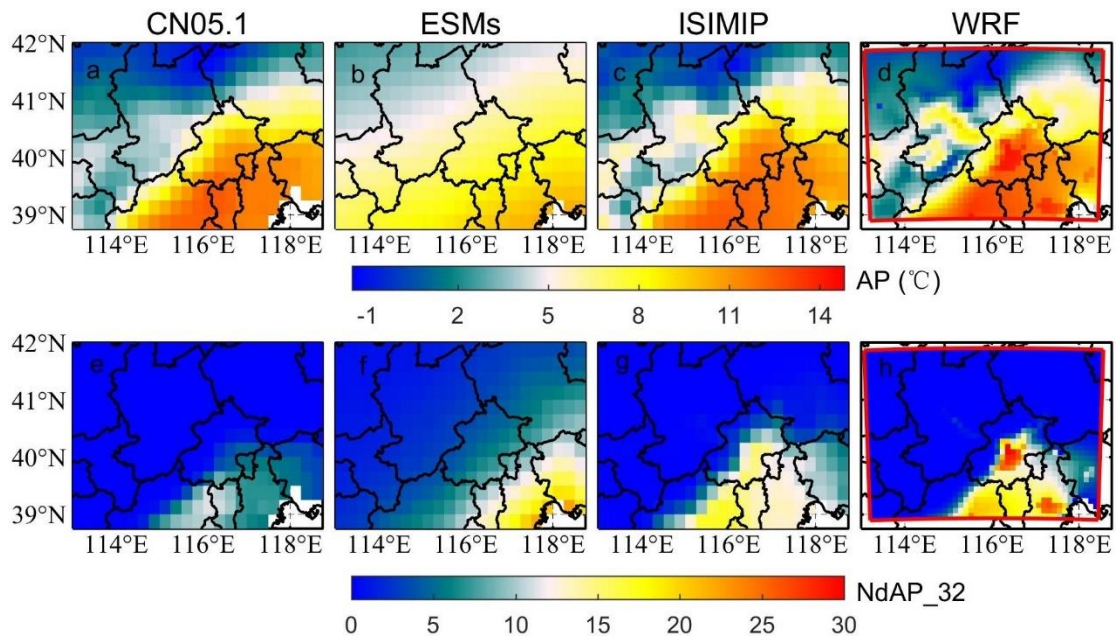 CN05.1 ESMs ISIMIP WRF
42°N a b c d
41°N
40°N
39°N
114°E 116°E 118°E 114°E 116°E 118°E 114°E 116°E 118°E 114°E 116°E 118°E
AP (℃)
-1 2 5 8 11 14
42°N e f g h
41°N
40°N
39°N
114°E 116°E 118°E 114°E 116°E 118°E 114°E 116°E 118°E 114°E 116°E 118°E
NdAP_32
0 5 10 15 20 25 30